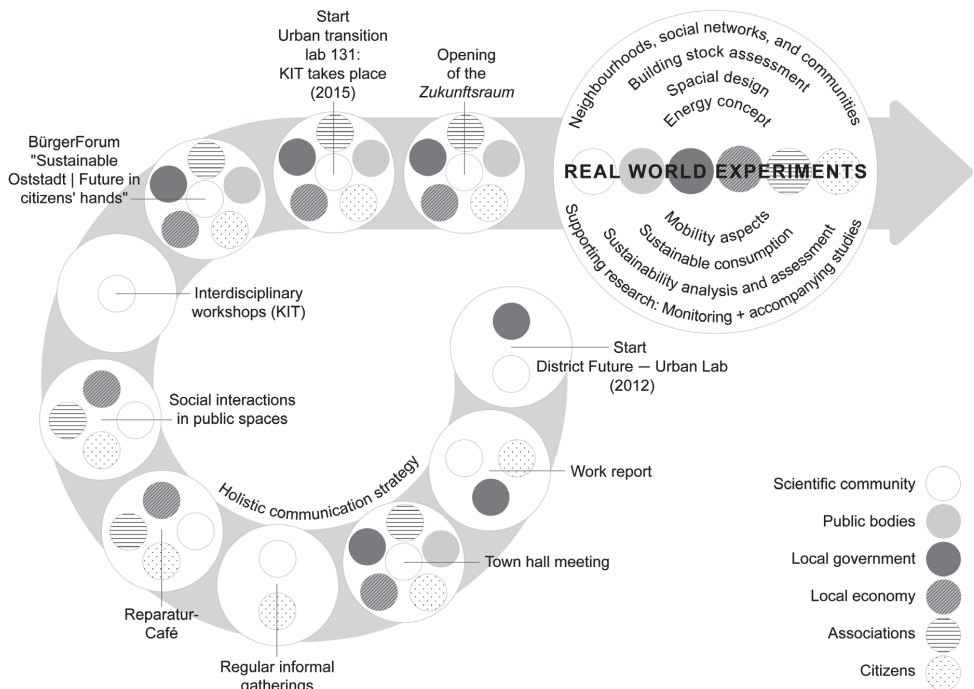 Start
Urban transition
lab 131:
KIT takes place
(2015)
Opening
of the
Zukunftsraum
Neighbourhoods, social networks, and communities
Building stock assessment
Spacial design
Energy concept
REAL WORLD EXPERIMENTS
Mobility aspects
Sustainable consumption
Sustainability analysis and assessment
Supporting research: Monitoring + accompanying studies
BürgerForum
"Sustainable
Oststadt | Future in
citizens' hands"
Interdisciplinary
workshops (KIT)
Social interactions
in public spaces
Reparatur-
Café
Regular informal
gatherings
Holistic communication strategy
Town hall meeting
Work report
Start
District Future — Urban Lab
(2012)
Scientific community
Public bodies
Local government
Local economy
Associations
Citizens